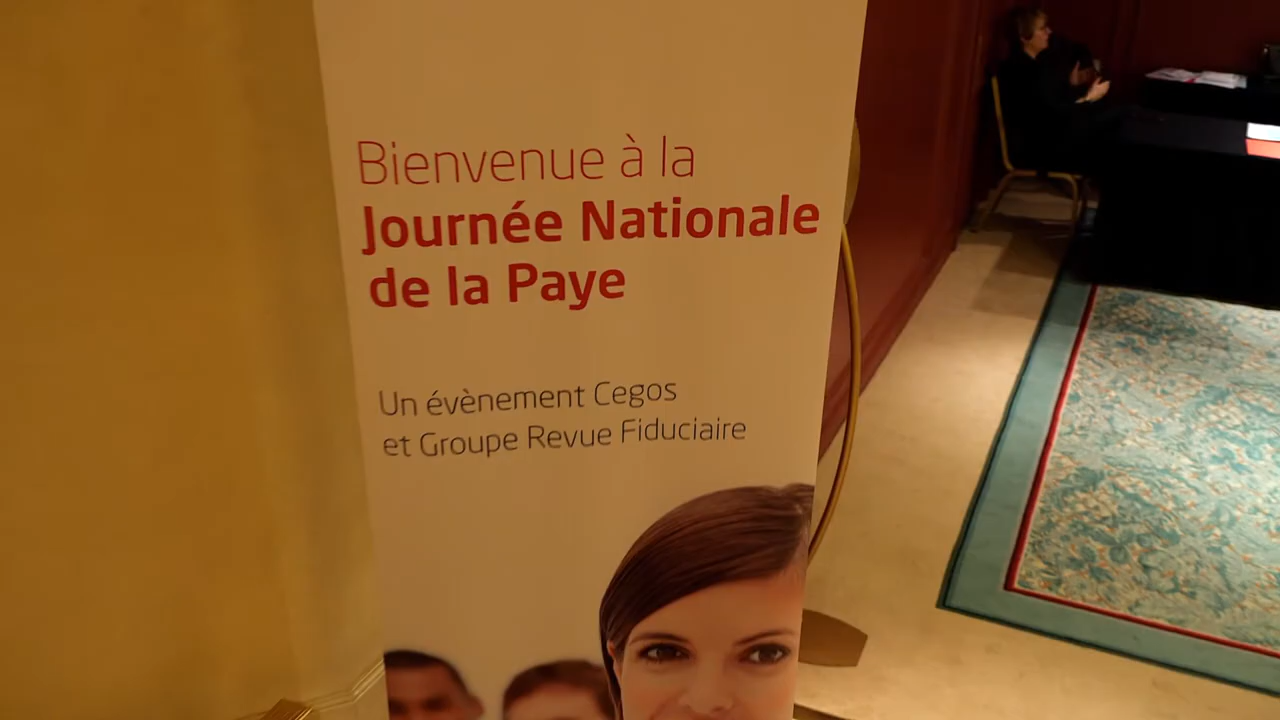 Bienvenue à la
Journée Nationale
de la Paye
Un évènement Cegos
et Groupe Revue Fiduciaire